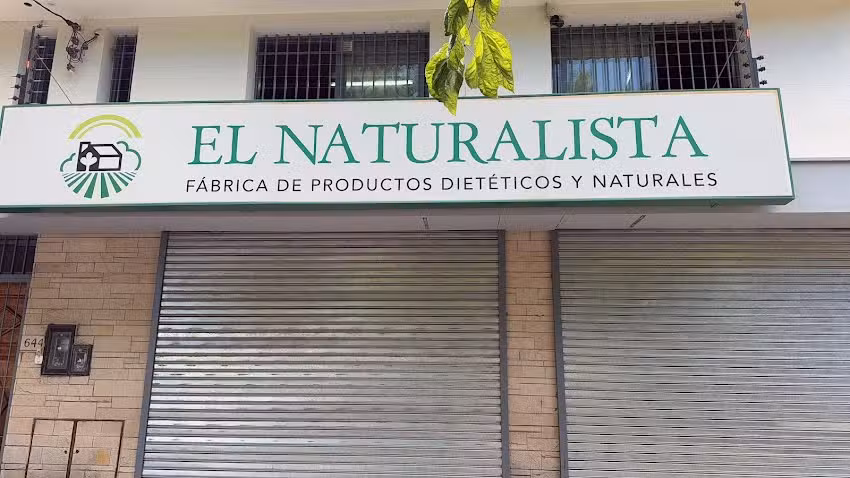 EL NATURALISTA
FÁBRICA DE PRODUCTOS DIETÉTICOS Y NATURALES
644